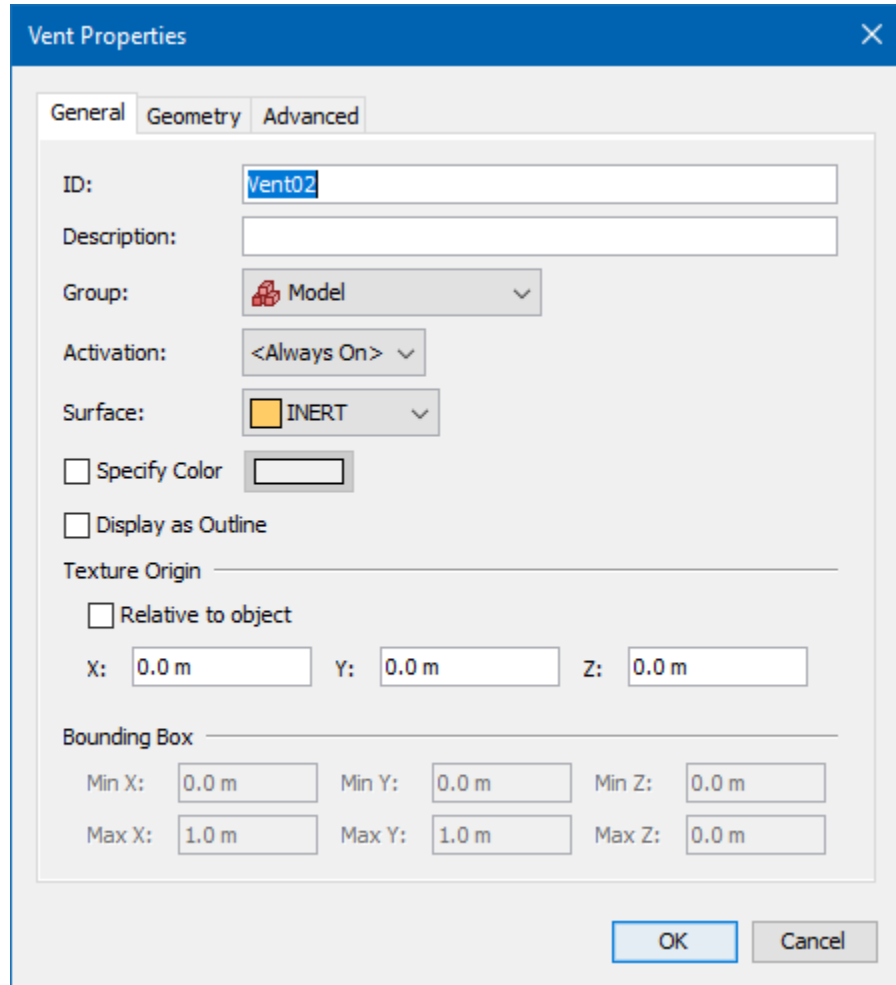 Vent Properties
General Geometry Advanced
ID: Vent02
Description:
Group: Model
Activation: <Always On>
Surface: INERT
Specify Color
Display as Outline
Texture Origin
Relative to object
X: 0.0 m Y: 0.0 m Z: 0.0 m
Bounding Box
Min X: 0.0 m Min Y: 0.0 m Min Z: 0.0 m
Max X: 1.0 m Max Y: 1.0 m Max Z: 0.0 m
OK Cancel